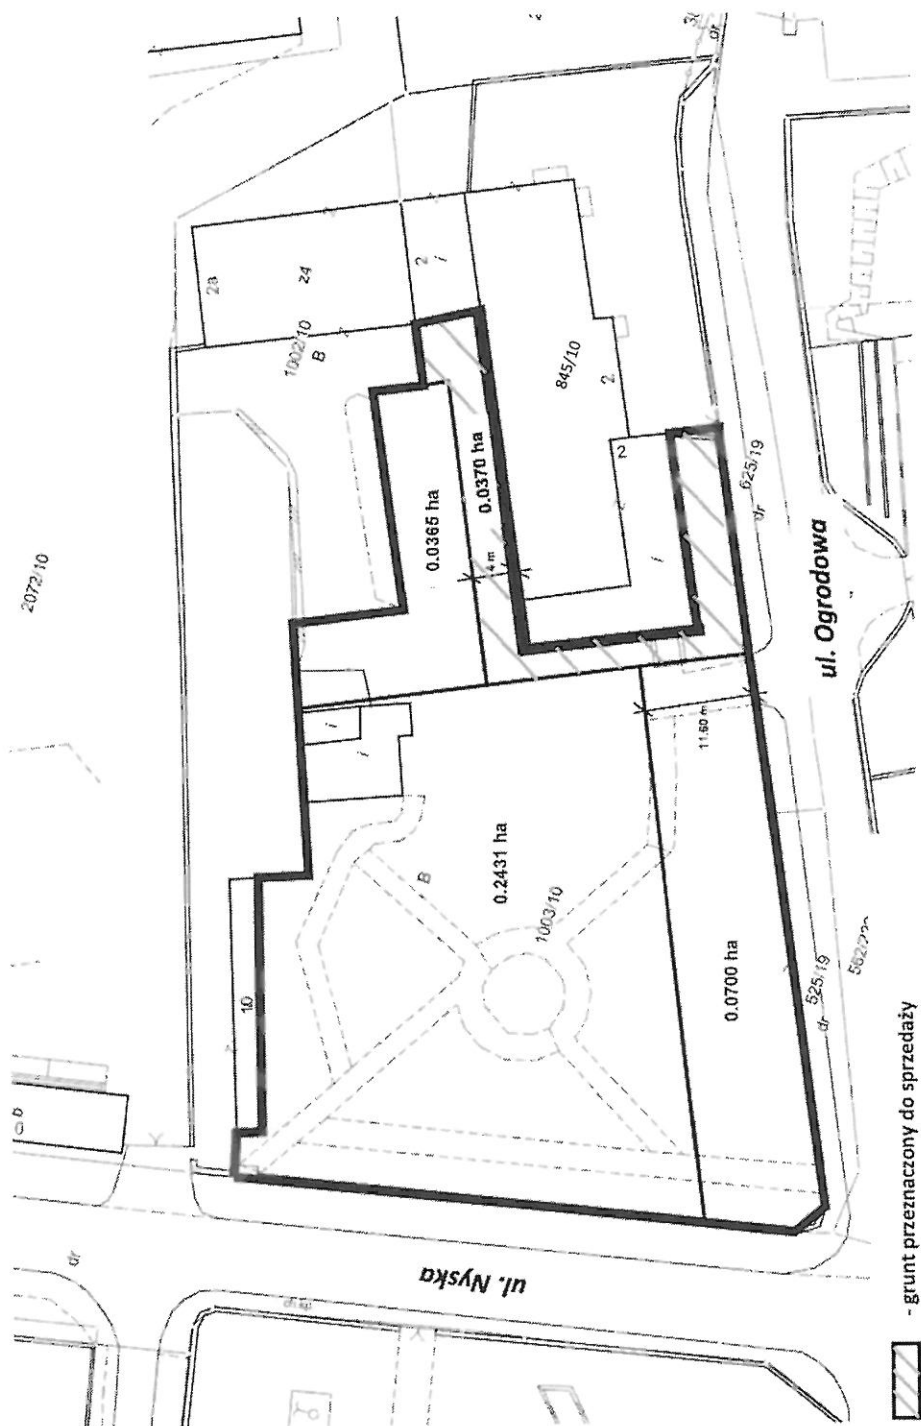 2072/10
2a
24
1002/10
B
2
i
0.0365 ha
0.0370 ha
4 m
845/10
2
2
i
625/19
dr
ul. Ogrodowa
i
i
B
0.2431 ha
1003/10
11.60 m
0.0700 ha
10
525/19
dr
dr
ul. Nyska
- grunt przeznaczony do sprzedaży